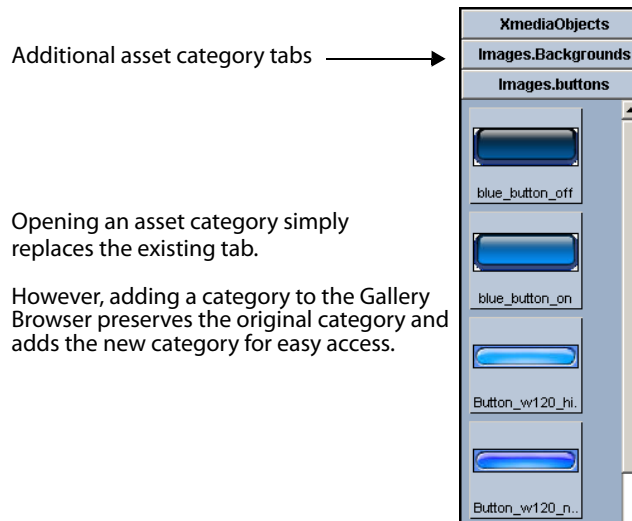 XmediaObjects
Additional asset category tabs
Images.Backgrounds
Images.buttons
blue_button_off
Opening an asset category simply
replaces the existing tab.
However, adding a category to the Gallery
Browser preserves the original category and
adds the new category for easy access.
blue_button_on
Button_w120_hi.
Button_w120_n..